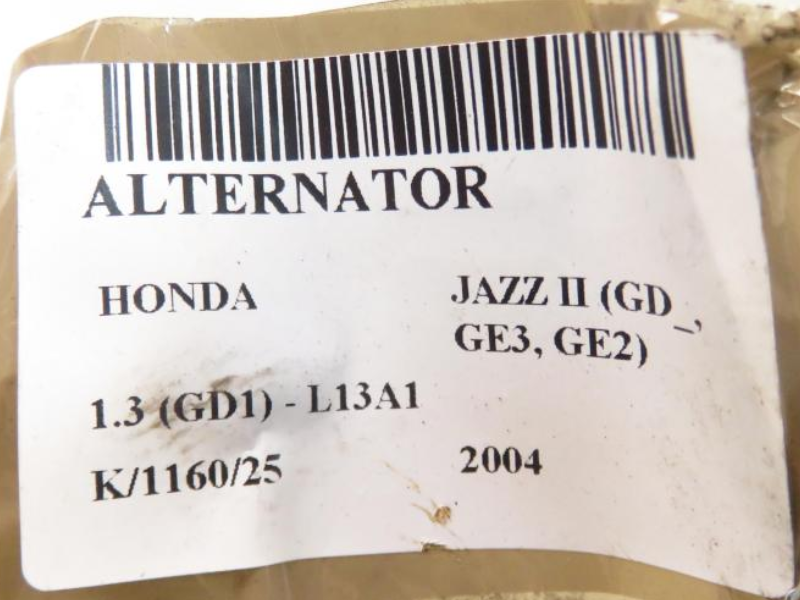 ALTERNATOR
HONDA
JAZZ II (GD_,
GE3, GE2)
1.3 (GD1) - L13A1
K/1160/25
2004